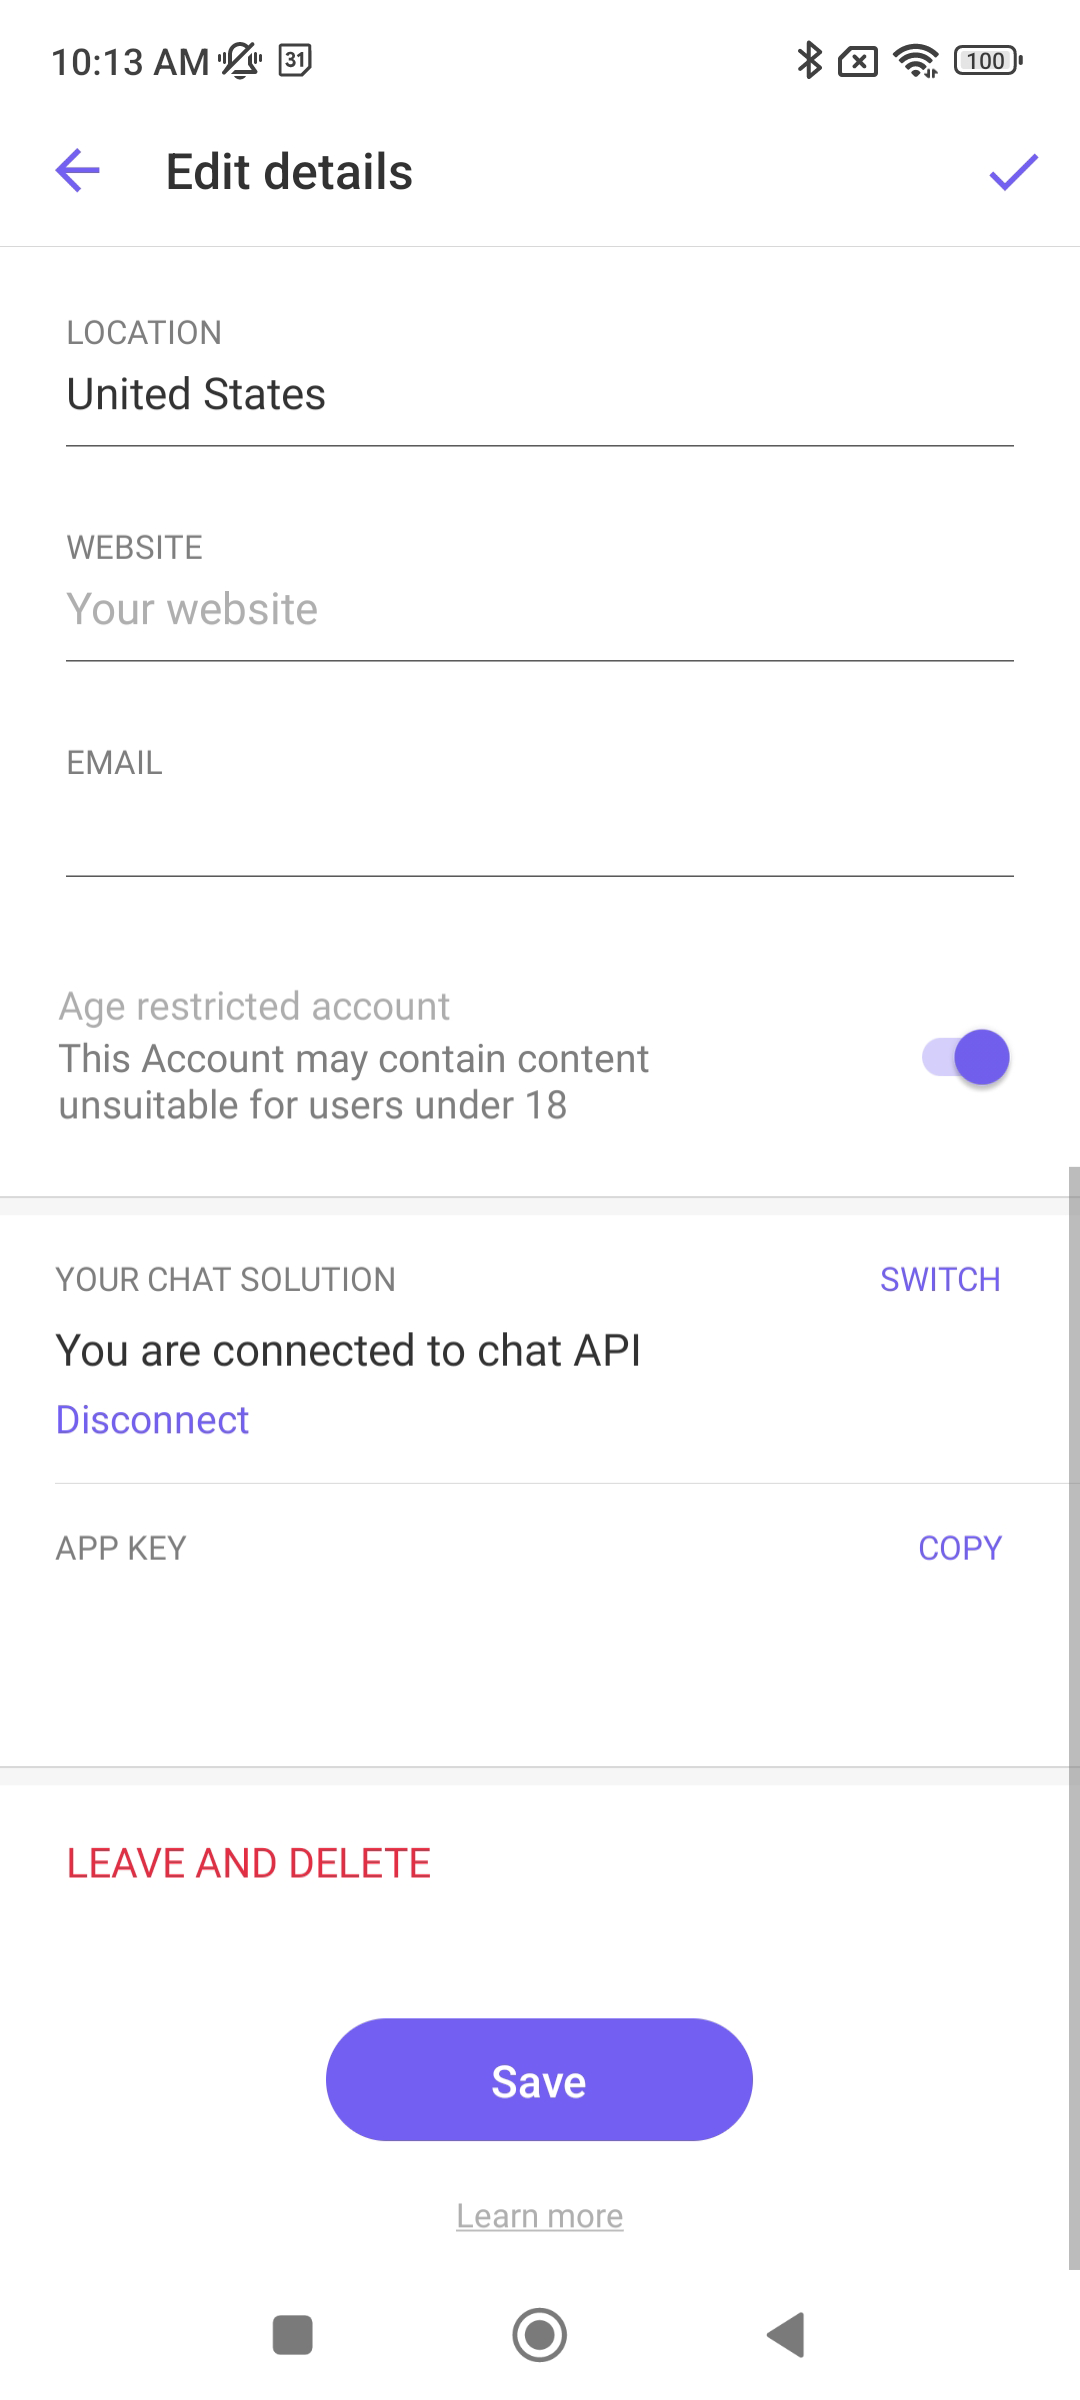 10:13 AM 31 100
Edit details
LOCATION
United States
WEBSITE
Your website
EMAIL
Age restricted account
This Account may contain content
unsuitable for users under 18
YOUR CHAT SOLUTION SWITCH
You are connected to chat API
Disconnect
APP KEY COPY
LEAVE AND DELETE
Save
Learn more